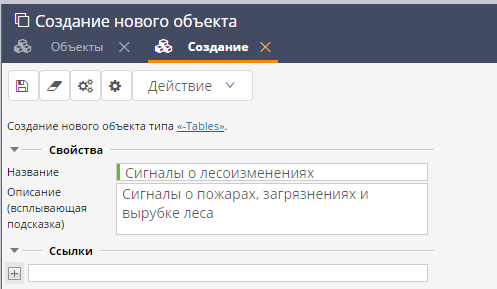 Создание нового объекта
Объекты Создание
Действие
Создание нового объекта типа «-Tables».
Свойства
Название Сигналы о лесоизменениях
Описание (всплывающая подсказка) Сигналы о пожарах, загрязнениях и вырубке леса
Ссылки